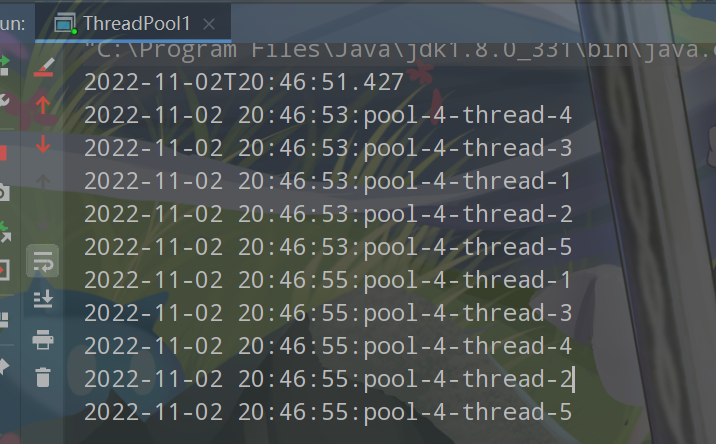 un:
ThreadPool1
"C:\Program Files\Java\jdk1.8.0_331\bin\java.
2022-11-02T20:46:51.427
2022-11-02 20:46:53:pool-4-thread-4
2022-11-02 20:46:53:pool-4-thread-3
2022-11-02 20:46:53:pool-4-thread-1
2022-11-02 20:46:53:pool-4-thread-2
2022-11-02 20:46:53:pool-4-thread-5
2022-11-02 20:46:55:pool-4-thread-1
2022-11-02 20:46:55:pool-4-thread-3
2022-11-02 20:46:55:pool-4-thread-4
2022-11-02 20:46:55:pool-4-thread-2
2022-11-02 20:46:55:pool-4-thread-5